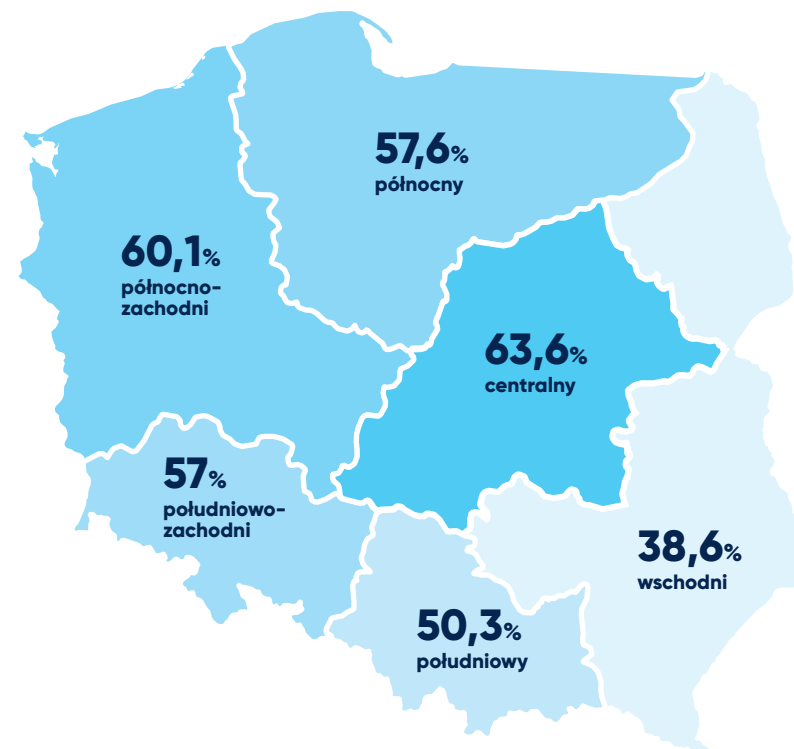 57,6%
północny
60,1%
północno-
zachodni
63,6%
centralny
57%
południowo-
zachodni
38,6%
wschodni
50,3%
południowy